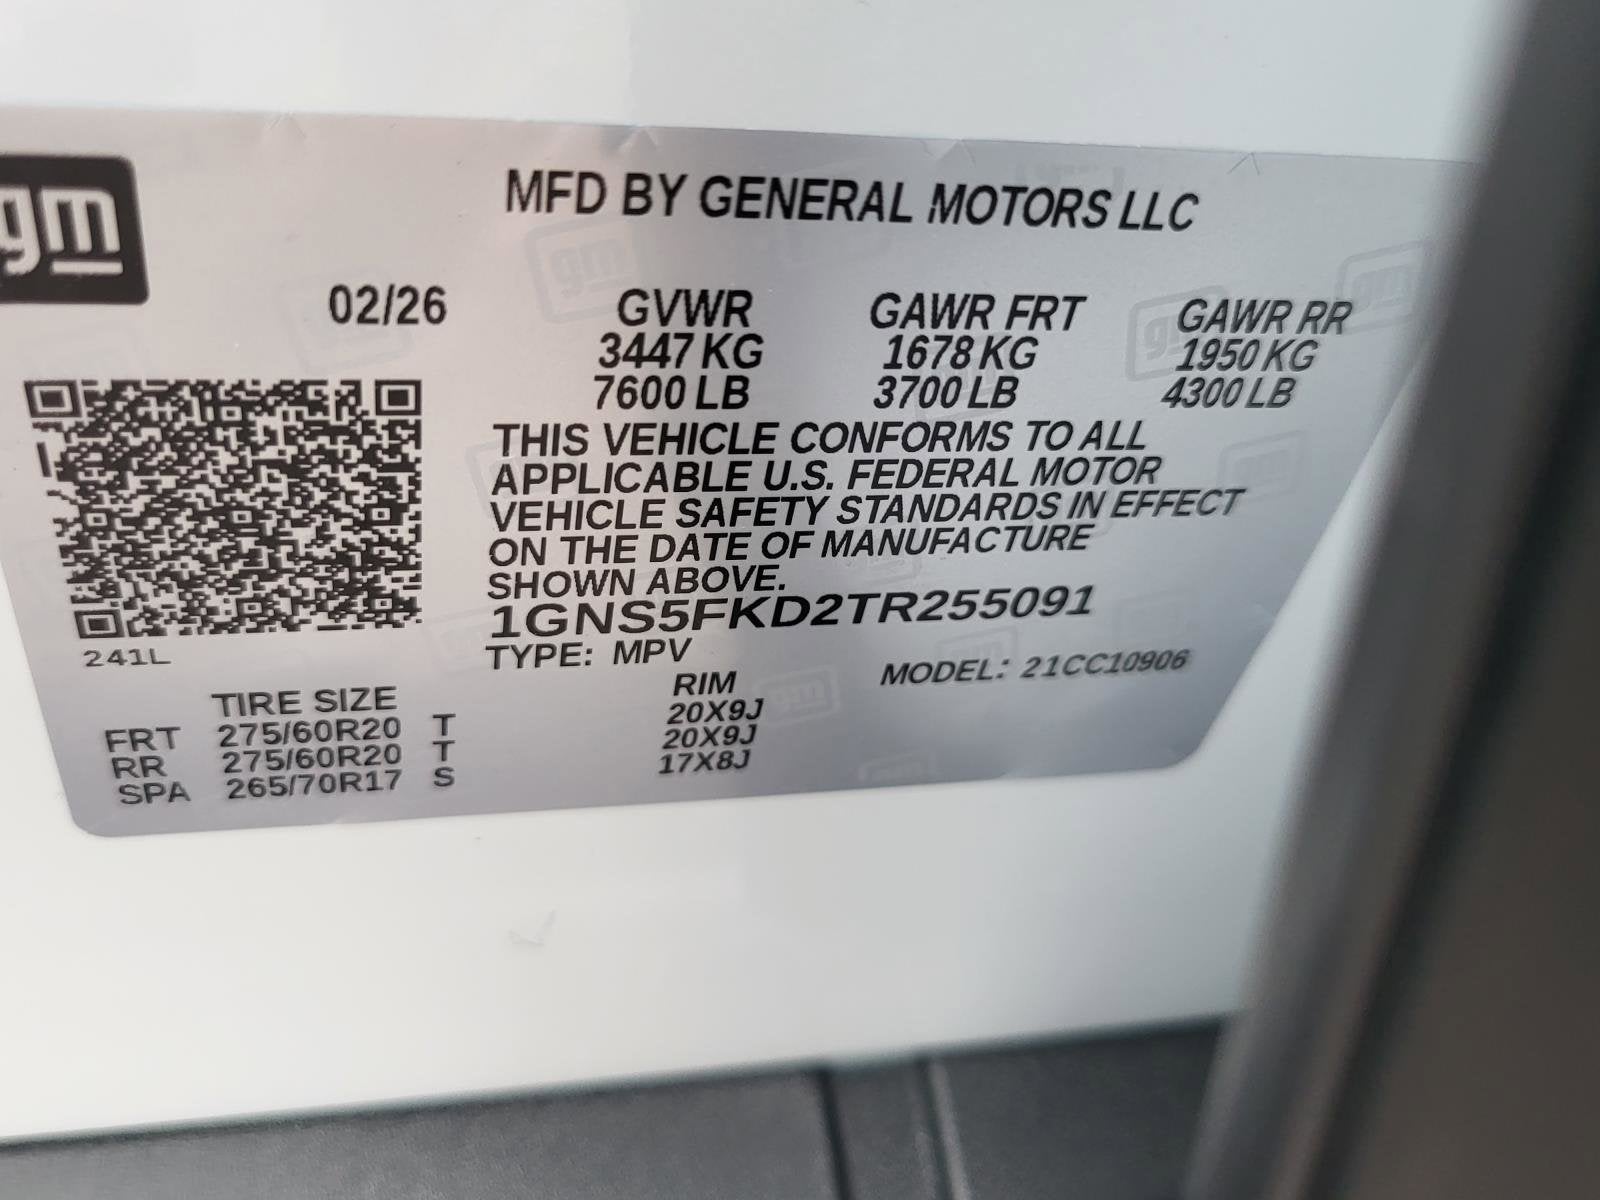 gm
MFD BY GENERAL MOTORS LLC
02/26 GVWR GAWR FRT GAWR RR
3447 KG 1678 KG 1950 KG
7600 LB 3700 LB 4300 LB
THIS VEHICLE CONFORMS TO ALL
APPLICABLE U.S. FEDERAL MOTOR
VEHICLE SAFETY STANDARDS IN EFFECT
ON THE DATE OF MANUFACTURE
SHOWN ABOVE.
1GNS5FKD2TR255091
241L TYPE: MPV MODEL: 21CC10906
TIRE SIZE RIM
FRT 275/60R20 T 20X9J
RR 275/60R20 T 20X9J
SPA 265/70R17 S 17X8J